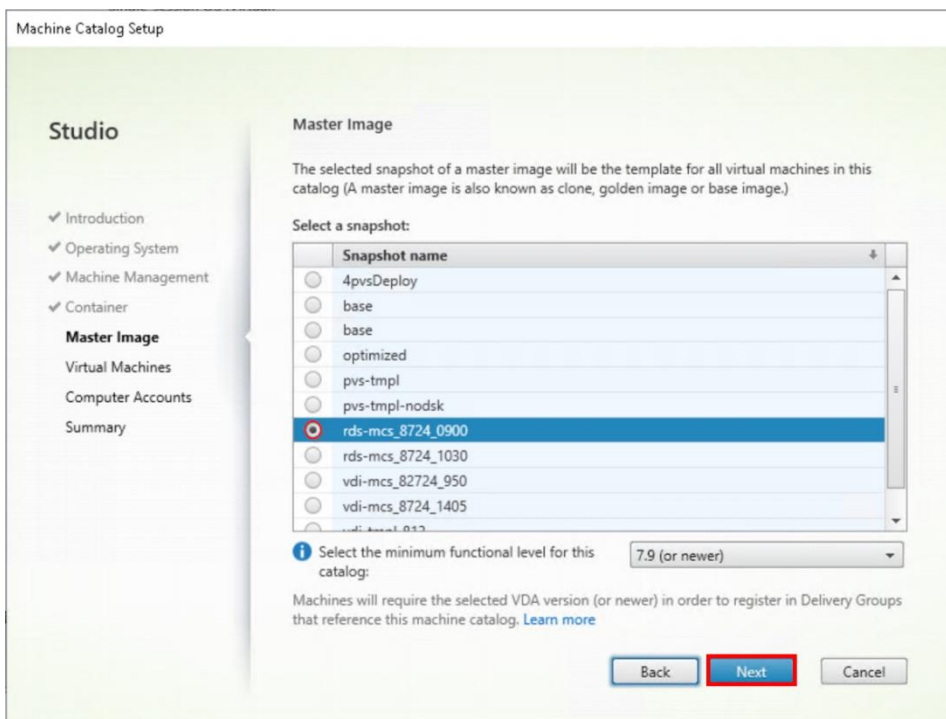 Machine Catalog Setup
Studio
Introduction
Operating System
Machine Management
Container
Master Image
Virtual Machines
Computer Accounts
Summary
Master Image
The selected snapshot of a master image will be the template for all virtual machines in this
catalog (A master image is also known as clone, golden image or base image.)
Select a snapshot:
Snapshot name
4pvsDeploy
base
base
optimized
pvs-tmpl
pvs-tmpl-nodsk
rds-mcs_8724_0900
rds-mcs_8724_1030
vdi-mcs_82724_950
vdi-mcs_8724_1405
Select the minimum functional level for this
catalog:
7.9 (or newer)
Machines will require the selected VDA version (or newer) in order to register in Delivery Groups
that reference this machine catalog. Learn more
Back
Next
Cancel